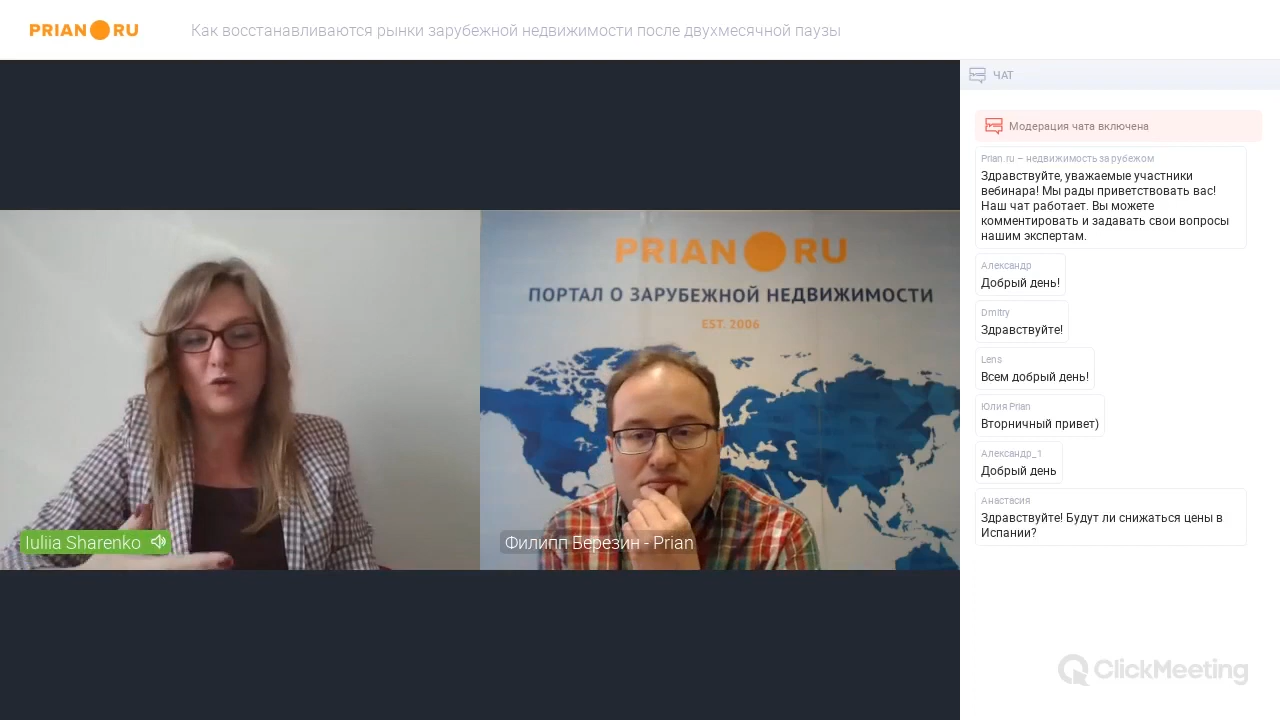 PRIAN RU
Как восстанавливаются рынки зарубежной недвижимости после двухмесячной паузы
ЧАТ
Модерация чата включена
Prian.ru – недвижимость за рубежом
Здравствуйте, уважаемые участники
вебинара! Мы рады приветствовать вас!
Наш чат работает. Вы можете
комментировать и задавать свои вопросы
нашим экспертам.
Александр
Добрый день!
Dmitry
Здравствуйте!
Lens
Всем добрый день!
Юлия Prian
Вторничный привет)
Александр_1
Добрый день
Анастасия
Здравствуйте! Будут ли снижаться цены в
Испании?
PRIAN RU
ПОРТАЛ О ЗАРУБЕЖНОЙ НЕДВИЖИМОСТИ
EST. 2006
Iuliia Sharenko
Филипп Березин - Prian
ClickMeeting